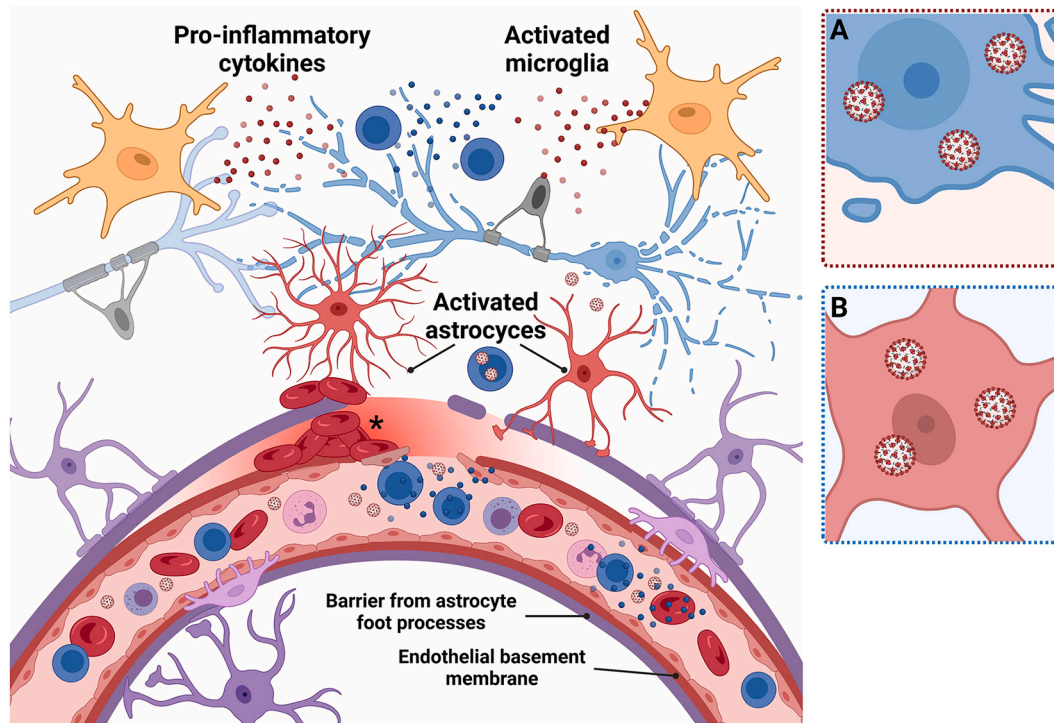 Pro-inflammatory
cytokines
Activated
microglia
Activated
astrocyces
*
Barrier from astrocyte
foot processes
Endothelial basement
membrane
A
B